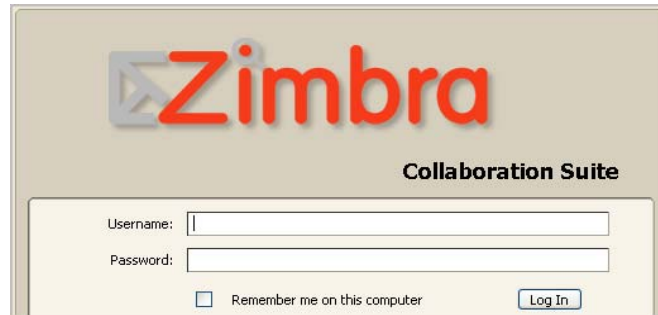 Zimbra
Collaboration Suite
Username:
Password:
Remember me on this computer Log In